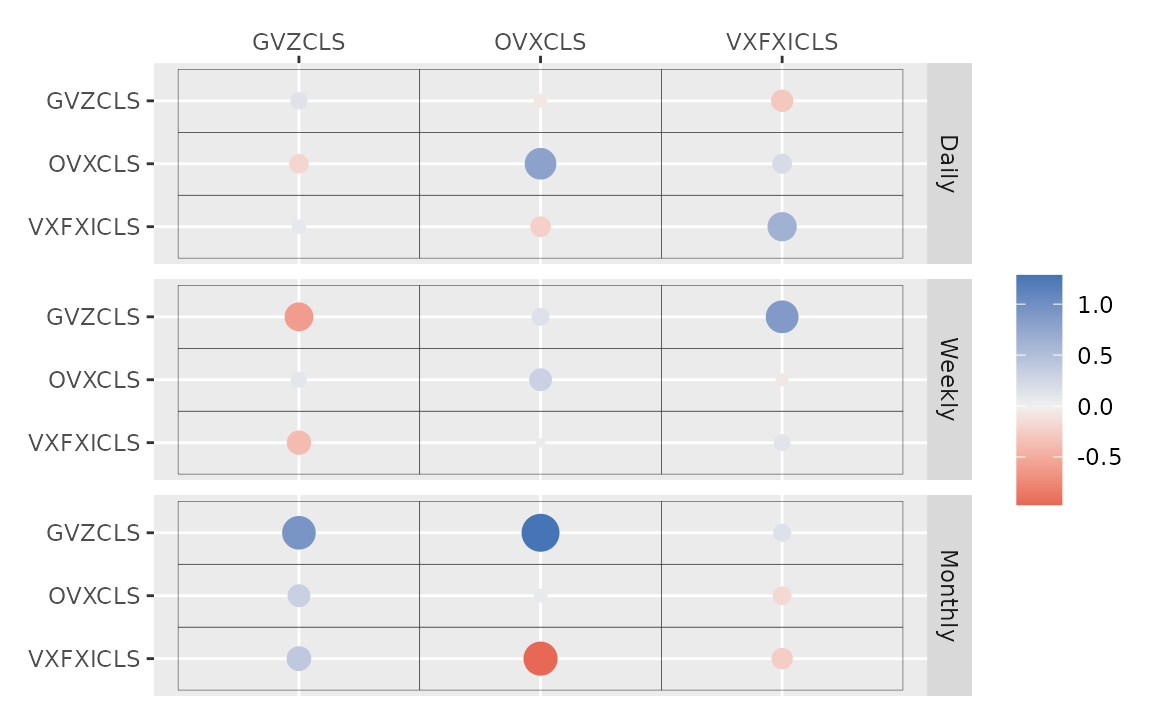 GVZCLS OVXCLS VXFXICLS
GVZCLS
OVXCLS
VXFXICLS
Daily
GVZCLS
OVXCLS
VXFXICLS
Weekly
GVZCLS
OVXCLS
VXFXICLS
Monthly
1.0
0.5
0.0
-0.5